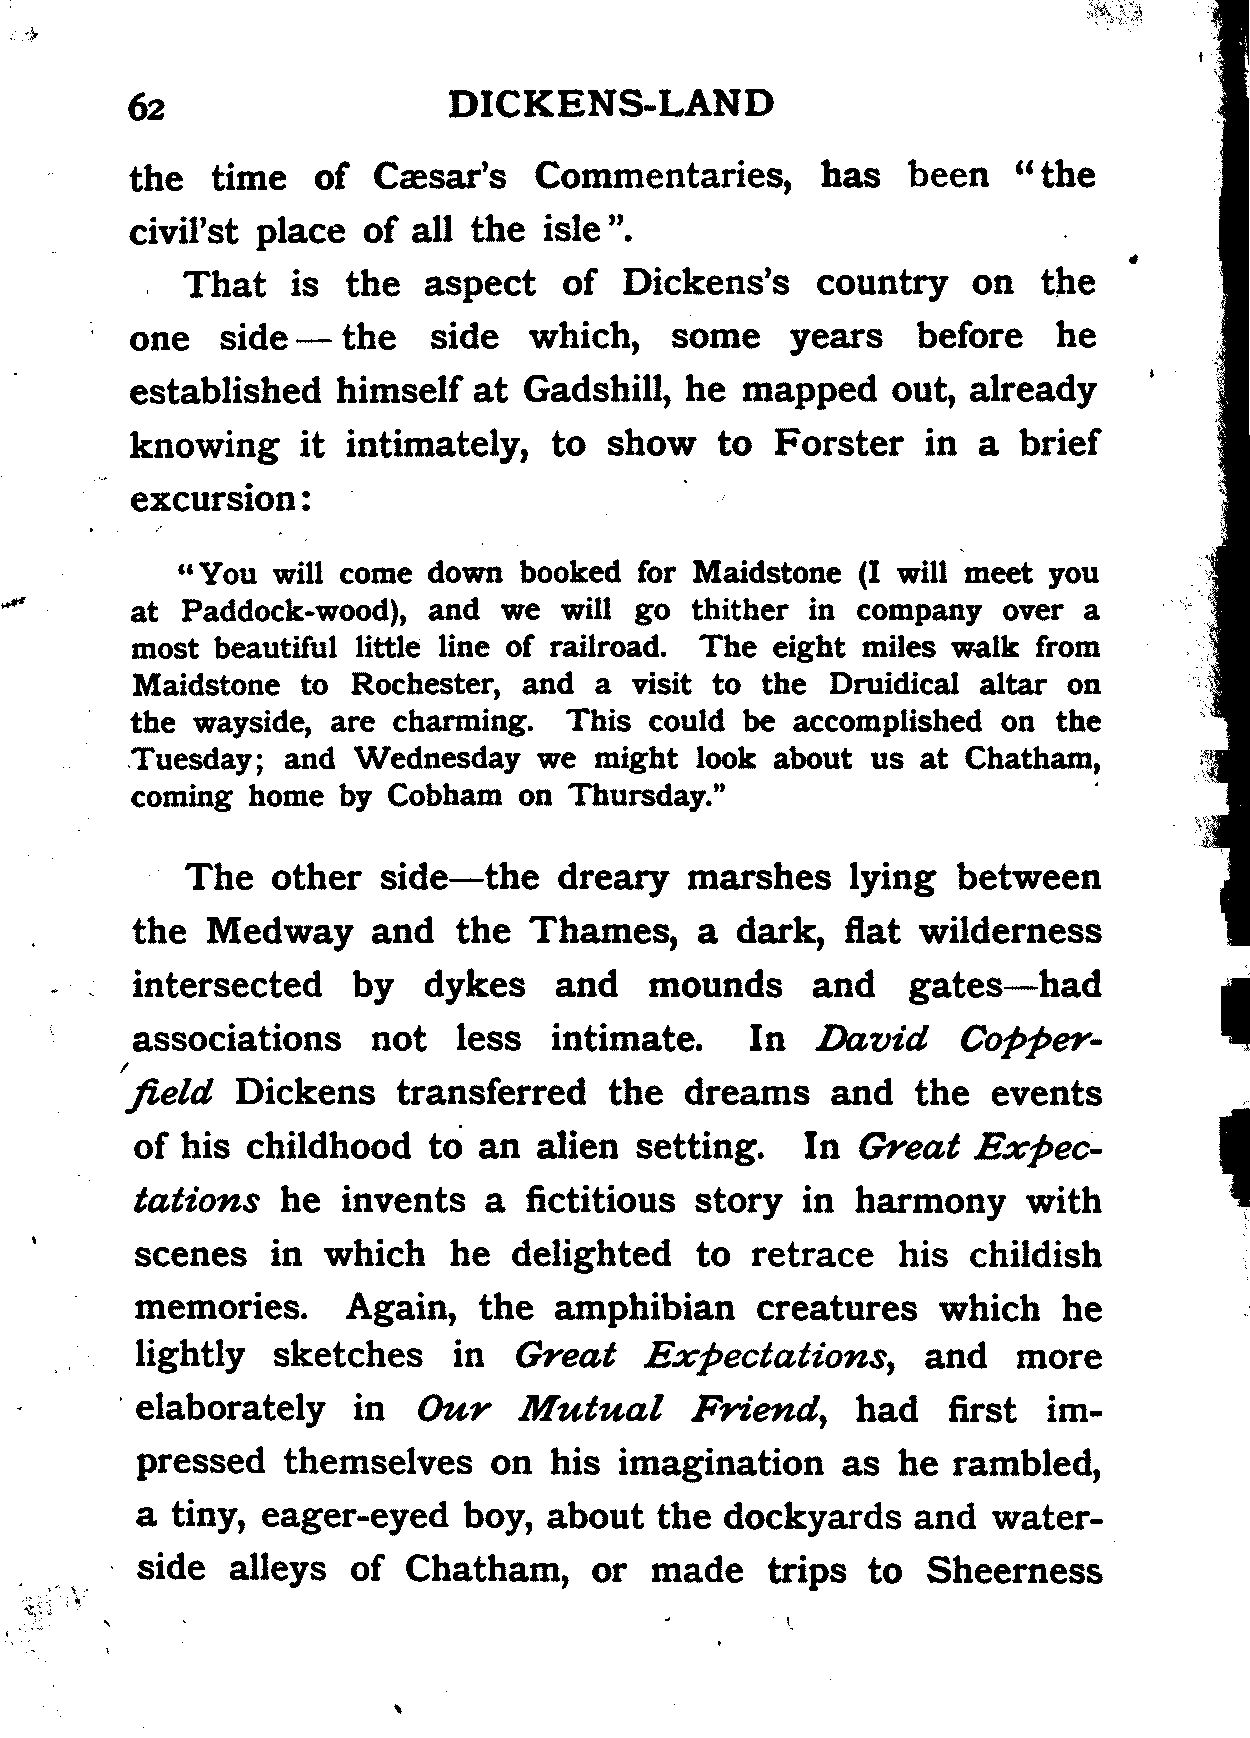 62 DICKENS-LAND
the time of Cæsar's Commentaries, has been "the
civil'st place of all the isle".
That is the aspect of Dickens's country on the
one side — the side which, some years before he
established himself at Gadshill, he mapped out, already
knowing it intimately, to show to Forster in a brief
excursion:
"You will come down booked for Maidstone (I will meet you
at Paddock-wood), and we will go thither in company over a
most beautiful little line of railroad. The eight miles walk from
Maidstone to Rochester, and a visit to the Druidical altar on
the wayside, are charming. This could be accomplished on the
Tuesday; and Wednesday we might look about us at Chatham,
coming home by Cobham on Thursday."
The other side—the dreary marshes lying between
the Medway and the Thames, a dark, flat wilderness
intersected by dykes and mounds and gates—had
associations not less intimate. In David Copper-
field Dickens transferred the dreams and the events
of his childhood to an alien setting. In Great Expec-
tations he invents a fictitious story in harmony with
scenes in which he delighted to retrace his childish
memories. Again, the amphibian creatures which he
lightly sketches in Great Expectations, and more
elaborately in Our Mutual Friend, had first im-
pressed themselves on his imagination as he rambled,
a tiny, eager-eyed boy, about the dockyards and water-
side alleys of Chatham, or made trips to Sheerness